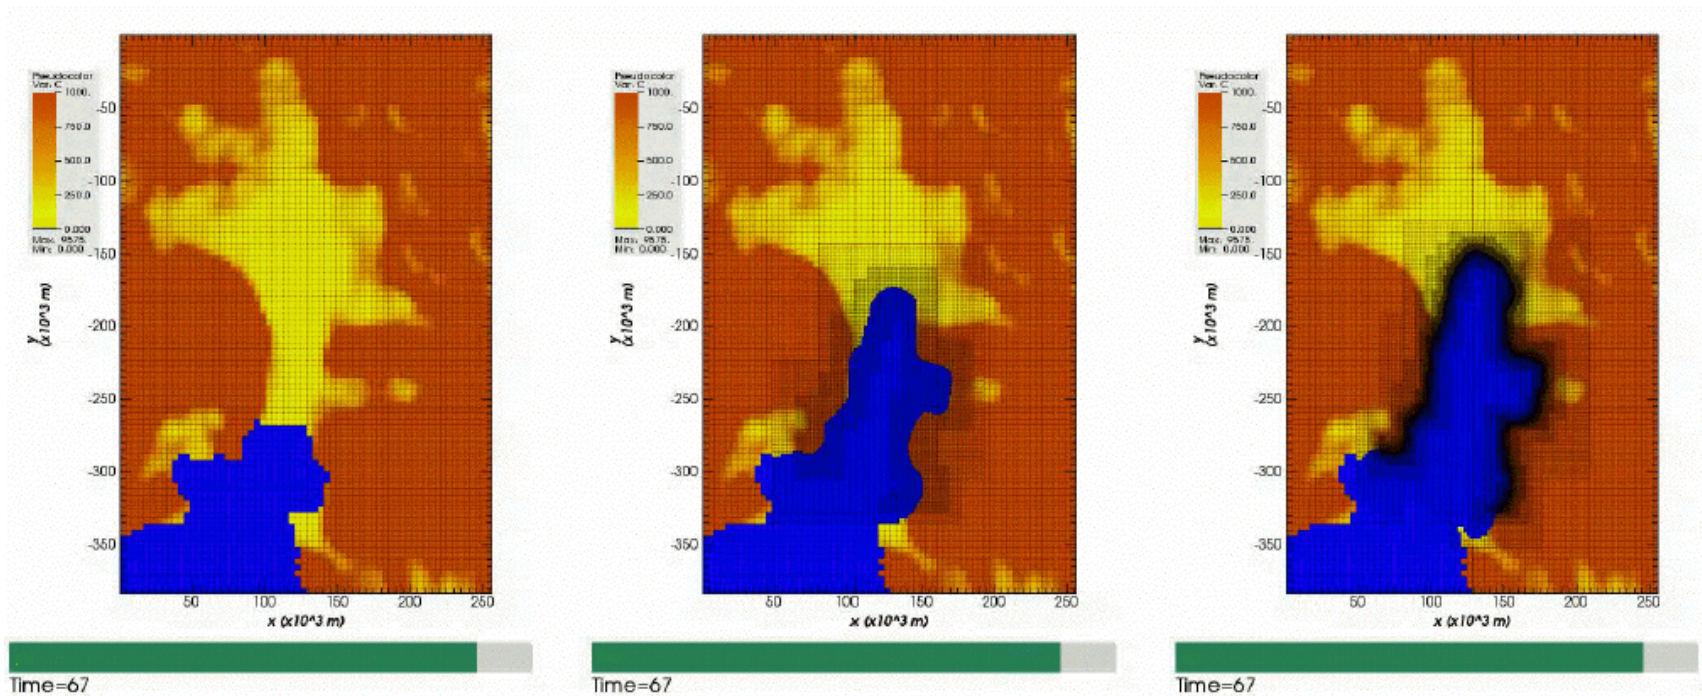 Pseudocolor
Var: C
1000.
750.0
500.0
250.0
0.000
Max: 9575.
Min: 0.000
-50
-100
-150
-200
-250
-300
-350
y (x10^3 m)
50 100 150 200 250
x (x10^3 m)
Time=67
Pseudocolor
Var: C
1000.
750.0
500.0
250.0
0.000
Max: 9575.
Min: 0.000
-50
-100
-150
-200
-250
-300
-350
y (x10^3 m)
50 100 150 200 250
x (x10^3 m)
Time=67
Pseudocolor
Var: C
1000.
750.0
500.0
250.0
0.000
Max: 9575.
Min: 0.000
-50
-100
-150
-200
-250
-300
-350
y (x10^3 m)
50 100 150 200 250
x (x10^3 m)
Time=67